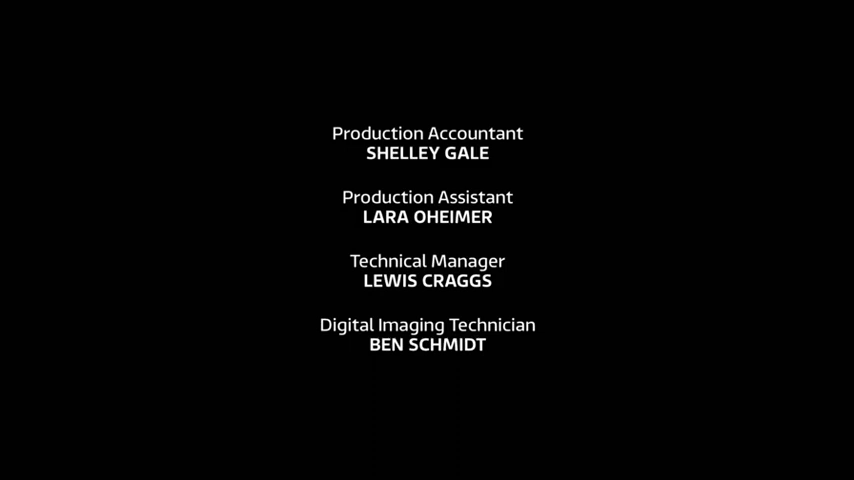 Production Accountant
SHELLEY GALE
Production Assistant
LARA OHEIMER
Technical Manager
LEWIS CRAGGS
Digital Imaging Technician
BEN SCHMIDT